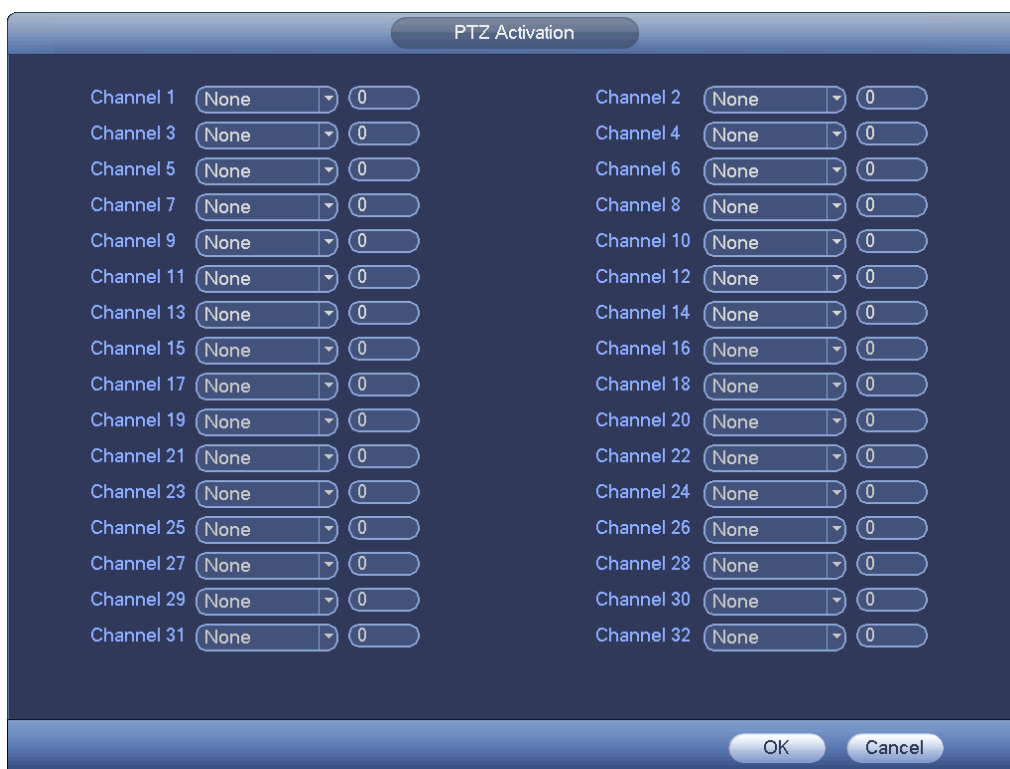 PTZ Activation
Channel 1 None 0 Channel 2 None 0
Channel 3 None 0 Channel 4 None 0
Channel 5 None 0 Channel 6 None 0
Channel 7 None 0 Channel 8 None 0
Channel 9 None 0 Channel 10 None 0
Channel 11 None 0 Channel 12 None 0
Channel 13 None 0 Channel 14 None 0
Channel 15 None 0 Channel 16 None 0
Channel 17 None 0 Channel 18 None 0
Channel 19 None 0 Channel 20 None 0
Channel 21 None 0 Channel 22 None 0
Channel 23 None 0 Channel 24 None 0
Channel 25 None 0 Channel 26 None 0
Channel 27 None 0 Channel 28 None 0
Channel 29 None 0 Channel 30 None 0
Channel 31 None 0 Channel 32 None 0
OK Cancel